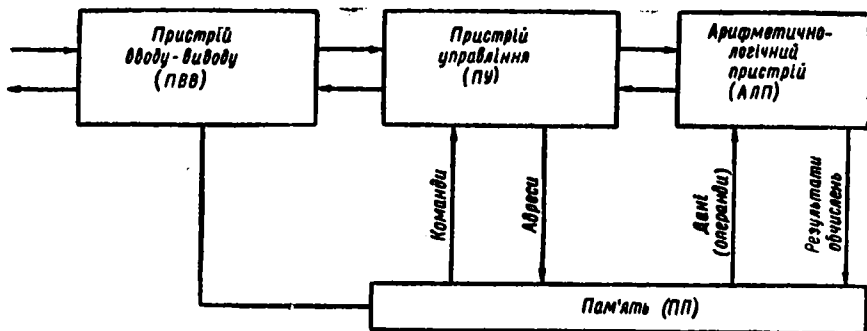 Пристрій
вводу-виводу
(ПВВ)
Пристрій
управління
(ПУ)
Арифметично-
логічний
пристрій
(АЛП)
Команди
Адреси
Дані
(операнди)
Результати
обчислень
Пам'ять (ПП)